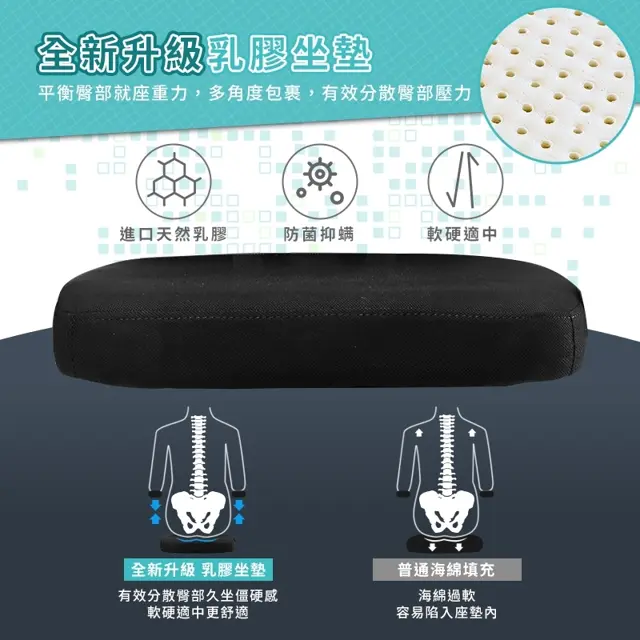 全新升級乳膠坐墊
平衡臀部就座重力，多角度包裹，有效分散臀部壓力
進口天然乳膠
防菌抑螨
軟硬適中
全新升級 乳膠坐墊
有效分散臀部久坐僵硬感
軟硬適中更舒適
普通海綿填充
海綿過軟
容易陷入座墊內